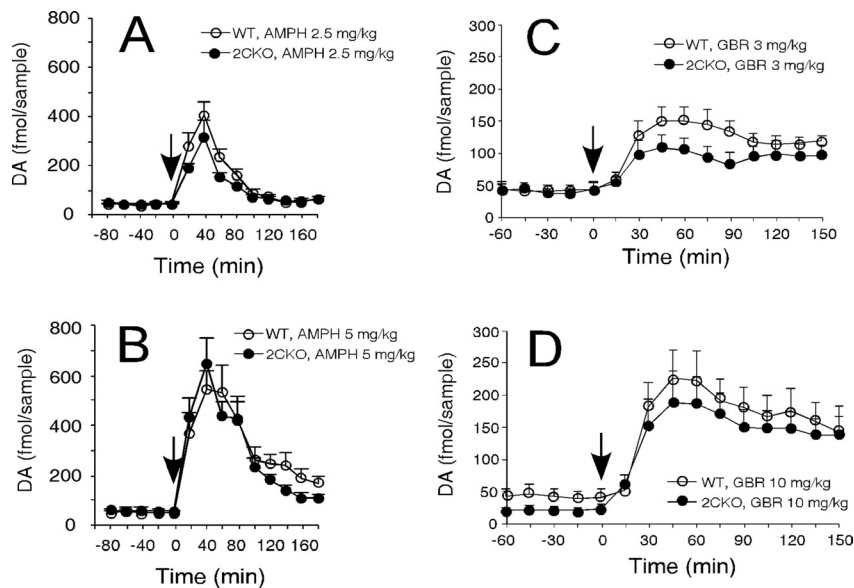 A
WT, AMPH 2.5 mg/kg
2CKO, AMPH 2.5 mg/kg
DA (fmol/sample)
800
600
400
200
0
-80 -40 0 40 80 120 160
Time (min)
C
WT, GBR 3 mg/kg
2CKO, GBR 3 mg/kg
DA (fmol/sample)
300
250
200
150
100
50
0
-60 -30 0 30 60 90 120 150
Time (min)
B
WT, AMPH 5 mg/kg
2CKO, AMPH 5 mg/kg
DA (fmol/sample)
800
600
400
200
0
-80 -40 0 40 80 120 160
Time (min)
D
WT, GBR 10 mg/kg
2CKO, GBR 10 mg/kg
DA (fmol/sample)
300
250
200
150
100
50
0
-60 -30 0 30 60 90 120 150
Time (min)